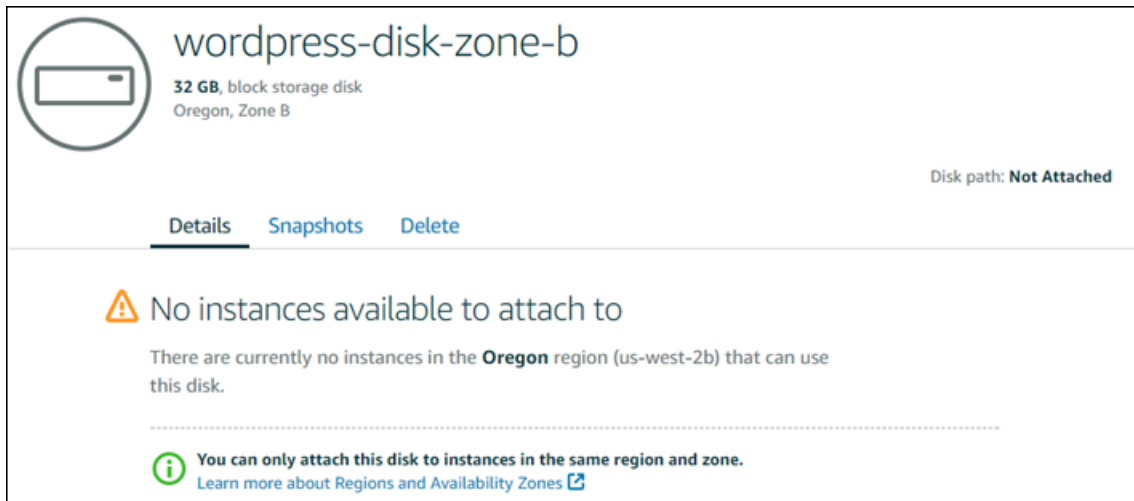 wordpress-disk-zone-b
32 GB, block storage disk
Oregon, Zone B
Disk path: Not Attached
Details Snapshots Delete
No instances available to attach to
There are currently no instances in the Oregon region (us-west-2b) that can use
this disk.
You can only attach this disk to instances in the same region and zone.
Learn more about Regions and Availability Zones